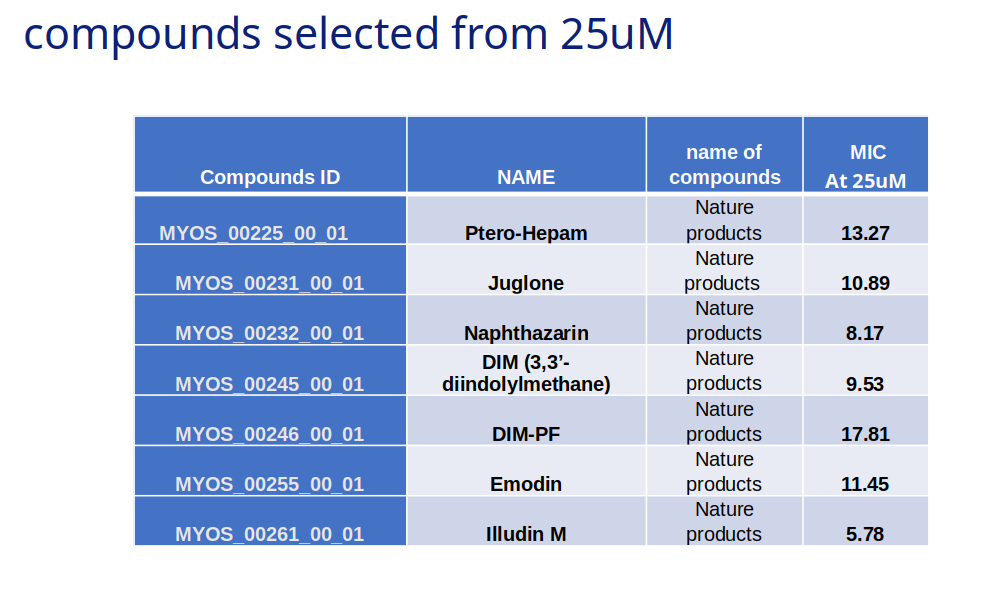 compounds selected from 25uM
Compounds ID
NAME
name of
compounds
MIC
At 25uM
MYOS_00225_00_01
Ptero-Hepam
Nature
products
13.27
MYOS_00231_00_01
Juglone
Nature
products
10.89
MYOS_00232_00_01
Naphthazarin
Nature
products
8.17
MYOS_00245_00_01
DIM (3,3’-
diindolylmethane)
Nature
products
9.53
MYOS_00246_00_01
DIM-PF
Nature
products
17.81
MYOS_00255_00_01
Emodin
Nature
products
11.45
MYOS_00261_00_01
Illudin M
Nature
products
5.78